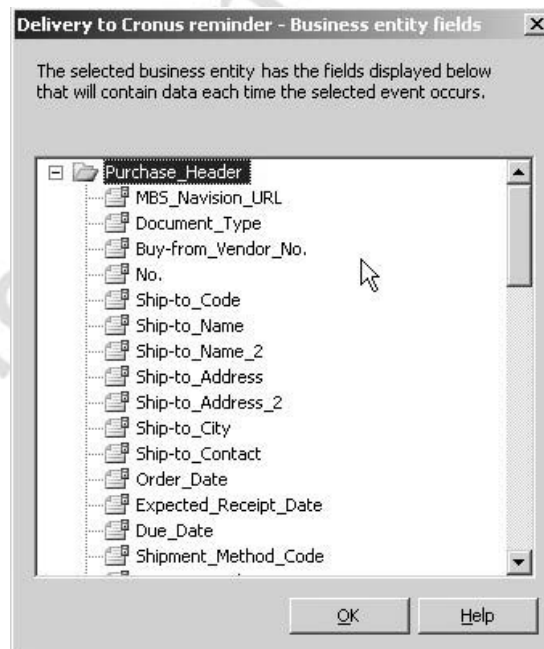 Delivery to Cronus reminder - Business entity fields
The selected business entity has the fields displayed below
that will contain data each time the selected event occurs.
Purchase_Header
MBS_Navision_URL
Document_Type
Buy-from_Vendor_No.
No.
Ship-to_Code
Ship-to_Name
Ship-to_Name_2
Ship-to_Address
Ship-to_Address_2
Ship-to_City
Ship-to_Contact
Order_Date
Expected_Receipt_Date
Due_Date
Shipment_Method_Code
OK
Help